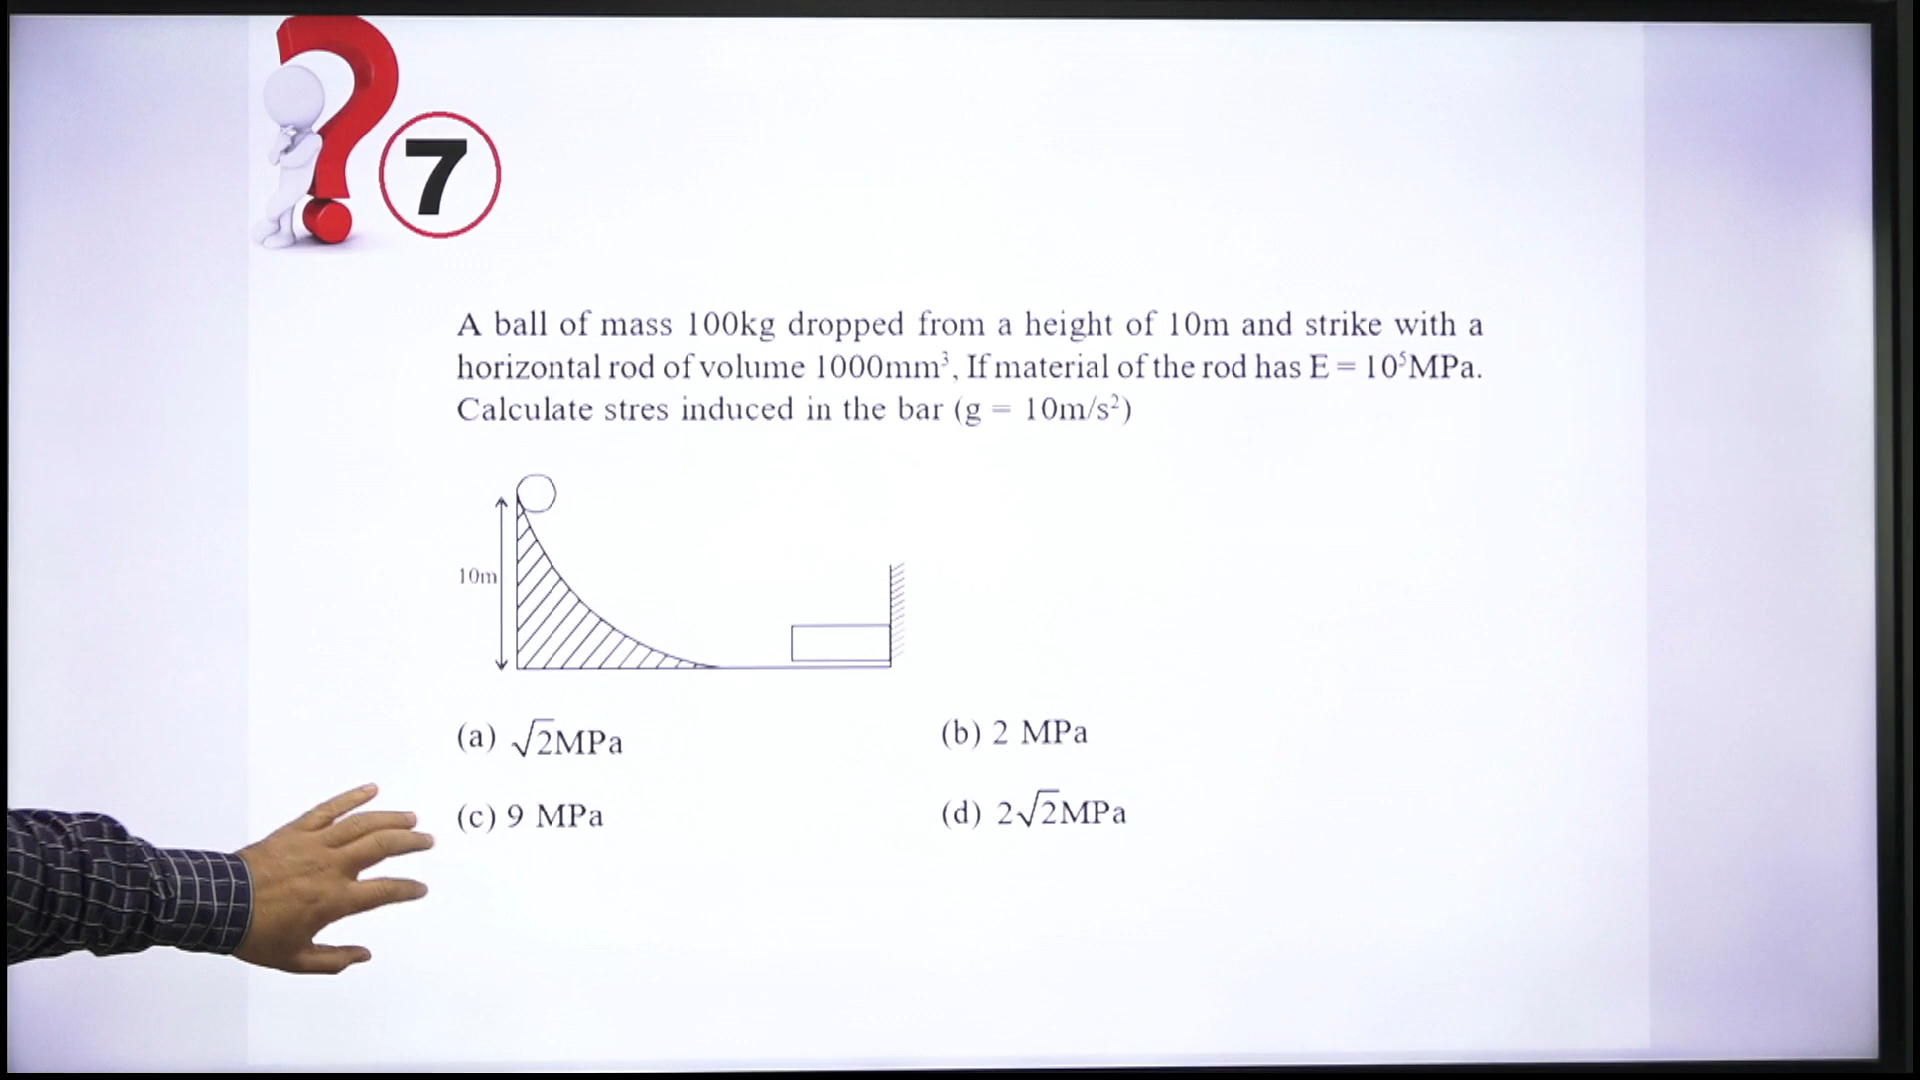 7
A ball of mass 100kg dropped from a height of 10m and strike with a
horizontal rod of volume 1000mm³, If material of the rod has E = 10⁵MPa.
Calculate stres induced in the bar (g = 10m/s²)
10m
(a) √2MPa
(b) 2 MPa
(c) 9 MPa
(d) 2√2MPa